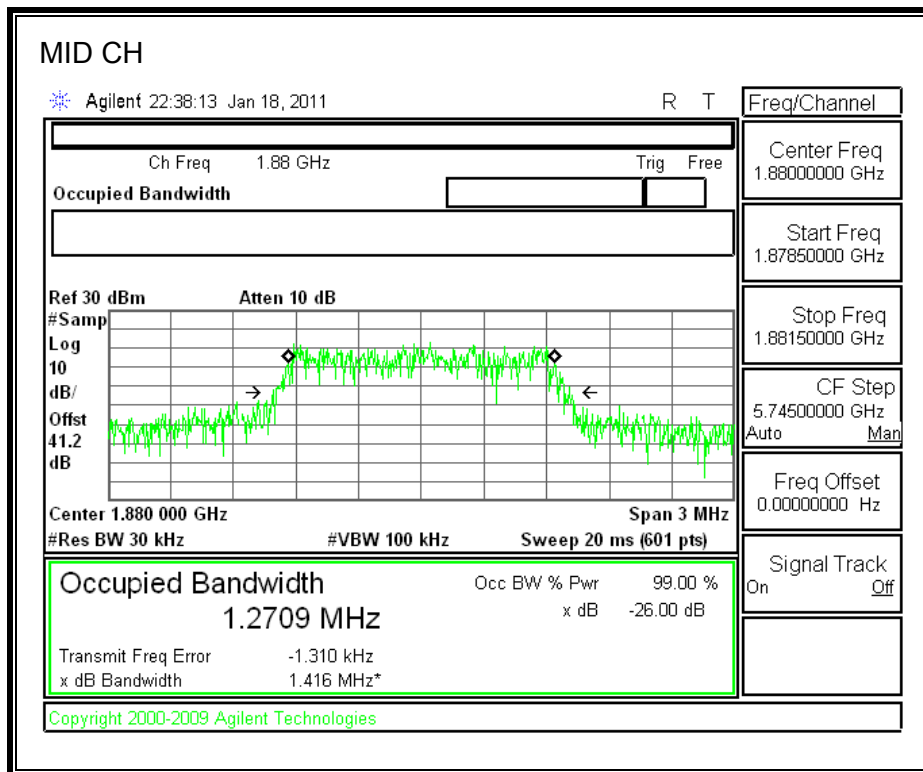 MID CH
Agilent 22:38:13 Jan 18, 2011 R T
Freq/Channel
Ch Freq 1.88 GHz Trig Free
Occupied Bandwidth
Center Freq
1.88000000 GHz
Start Freq
1.87850000 GHz
Stop Freq
1.88150000 GHz
CF Step
5.74500000 GHz
Auto Man
Freq Offset
0.00000000 Hz
Signal Track
On Off
Ref 30 dBm Atten 10 dB
#Samp
Log
10
dB/
Offst
41.2
dB
Center 1.880 000 GHz Span 3 MHz
#Res BW 30 kHz #VBW 100 kHz Sweep 20 ms (601 pts)
Occupied Bandwidth
1.2709 MHz
Occ BW % Pwr 99.00 %
x dB -26.00 dB
Transmit Freq Error -1.310 kHz
x dB Bandwidth 1.416 MHz*
Copyright 2000-2009 Agilent Technologies